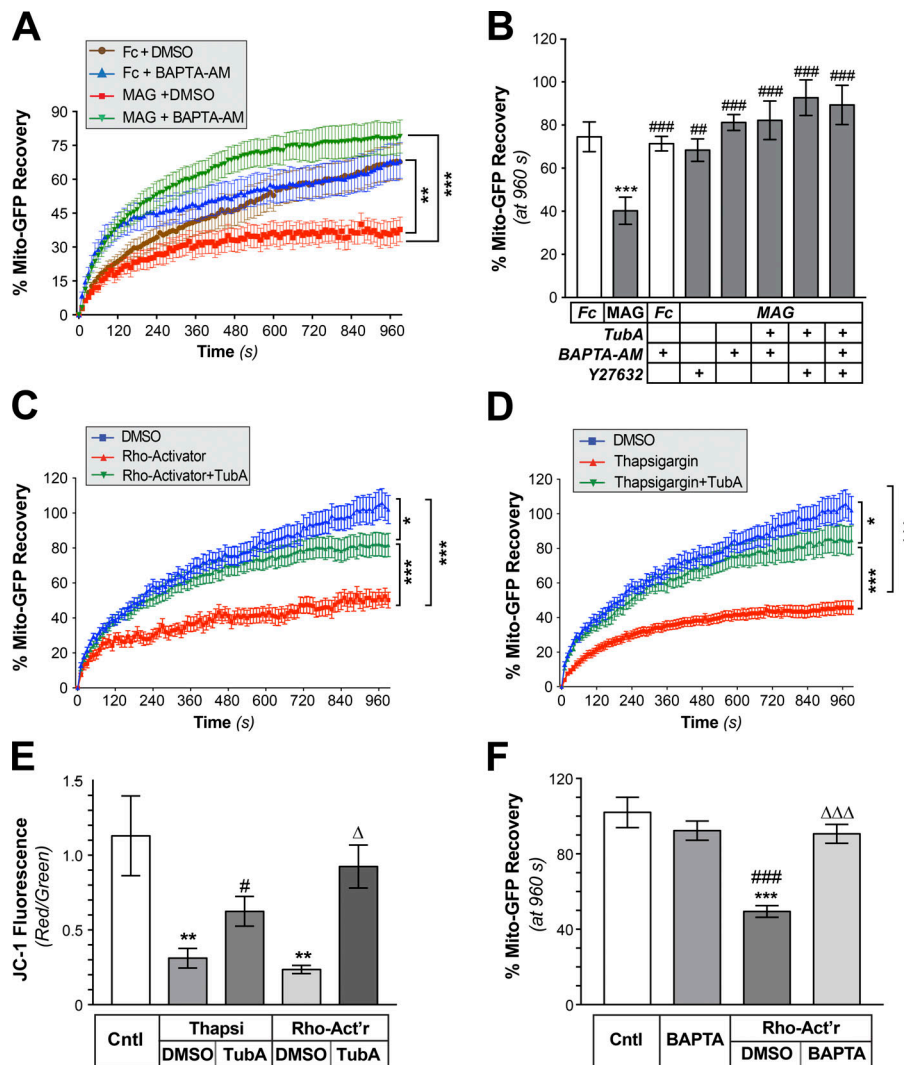 A
Fc + DMSO
Fc + BAPTA-AM
MAG +DMSO
MAG + BAPTA-AM
% Mito-GFP Recovery
90
75
60
45
30
15
0
0 120 240 360 480 600 720 840 960
Time (s)
**
***
B
% Mito-GFP Recovery
(at 960 s)
120
100
80
60
40
20
0
***
###
##
###
###
###
###
Fc MAG Fc MAG
TubA + + +
BAPTA-AM + + + +
Y27632 + + +
C
DMSO
Rho-Activator
Rho-Activator+TubA
% Mito-GFP Recovery
120
100
80
60
40
20
0
0 120 240 360 480 600 720 840 960
Time (s)
*
***
***
D
DMSO
Thapsigargin
Thapsigargin+TubA
% Mito-GFP Recovery
120
100
80
60
40
20
0
0 120 240 360 480 600 720 840 960
Time (s)
*
***
E
JC-1 Fluorescence
(Red/Green)
1.5
1.0
0.5
0
**
#
**
Δ
Cntl Thapsi Rho-Act'r
DMSO TubA DMSO TubA
F
% Mito-GFP Recovery
(at 960 s)
120
90
60
30
0
###
***
ΔΔΔ
Cntl BAPTA Rho-Act'r
DMSO BAPTA